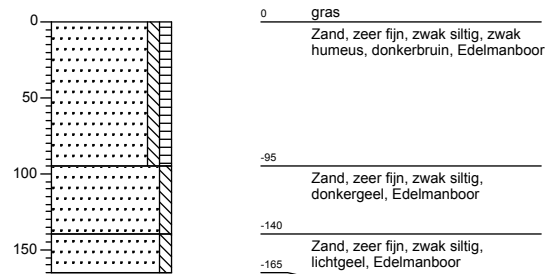 0
50
100
150
0 gras
Zand, zeer fijn, zwak siltig, zwak
humeus, donkerbruin, Edelmanboor
-95
Zand, zeer fijn, zwak siltig,
donkergeel, Edelmanboor
-140
Zand, zeer fijn, zwak siltig,
lichtgeel, Edelmanboor
-165